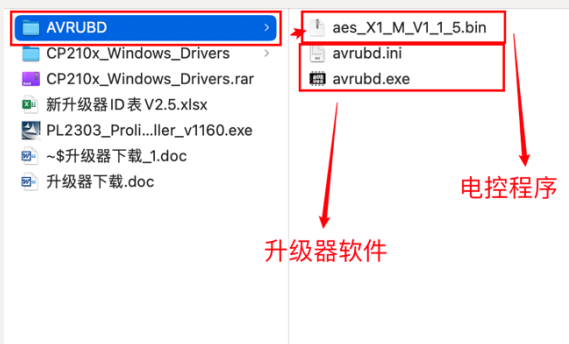 AVRUBD
CP210x_Windows_Drivers
CP210x_Windows_Drivers.rar
新升级器ID表V2.5.xlsx
PL2303_Proli...ller_v1160.exe
~$升级器下载_1.doc
升级器下载.doc
aes_X1_M_V1_1_5.bin
avrubd.ini
avrubd.exe
电控程序
升级器软件